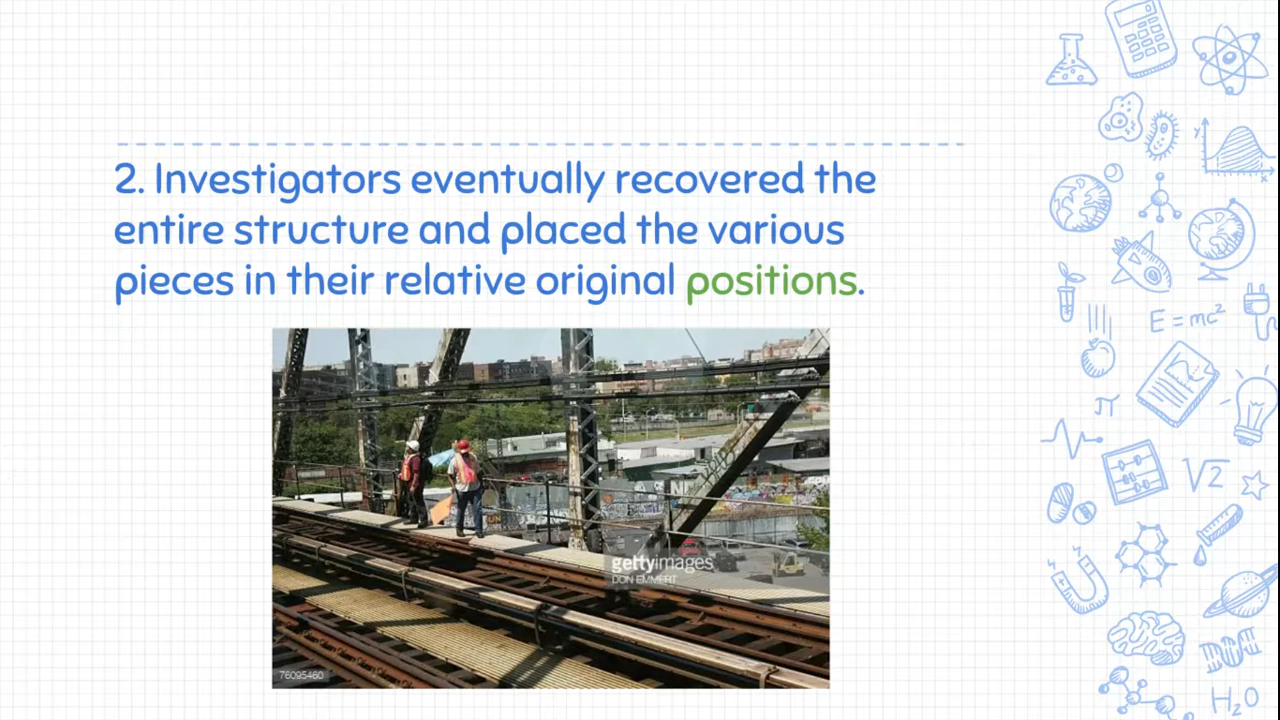 2. Investigators eventually recovered the
entire structure and placed the various
pieces in their relative original positions.
gettyimages
DON EMMERT
76095460
E=mc²
π
√2
H₂O
y
x